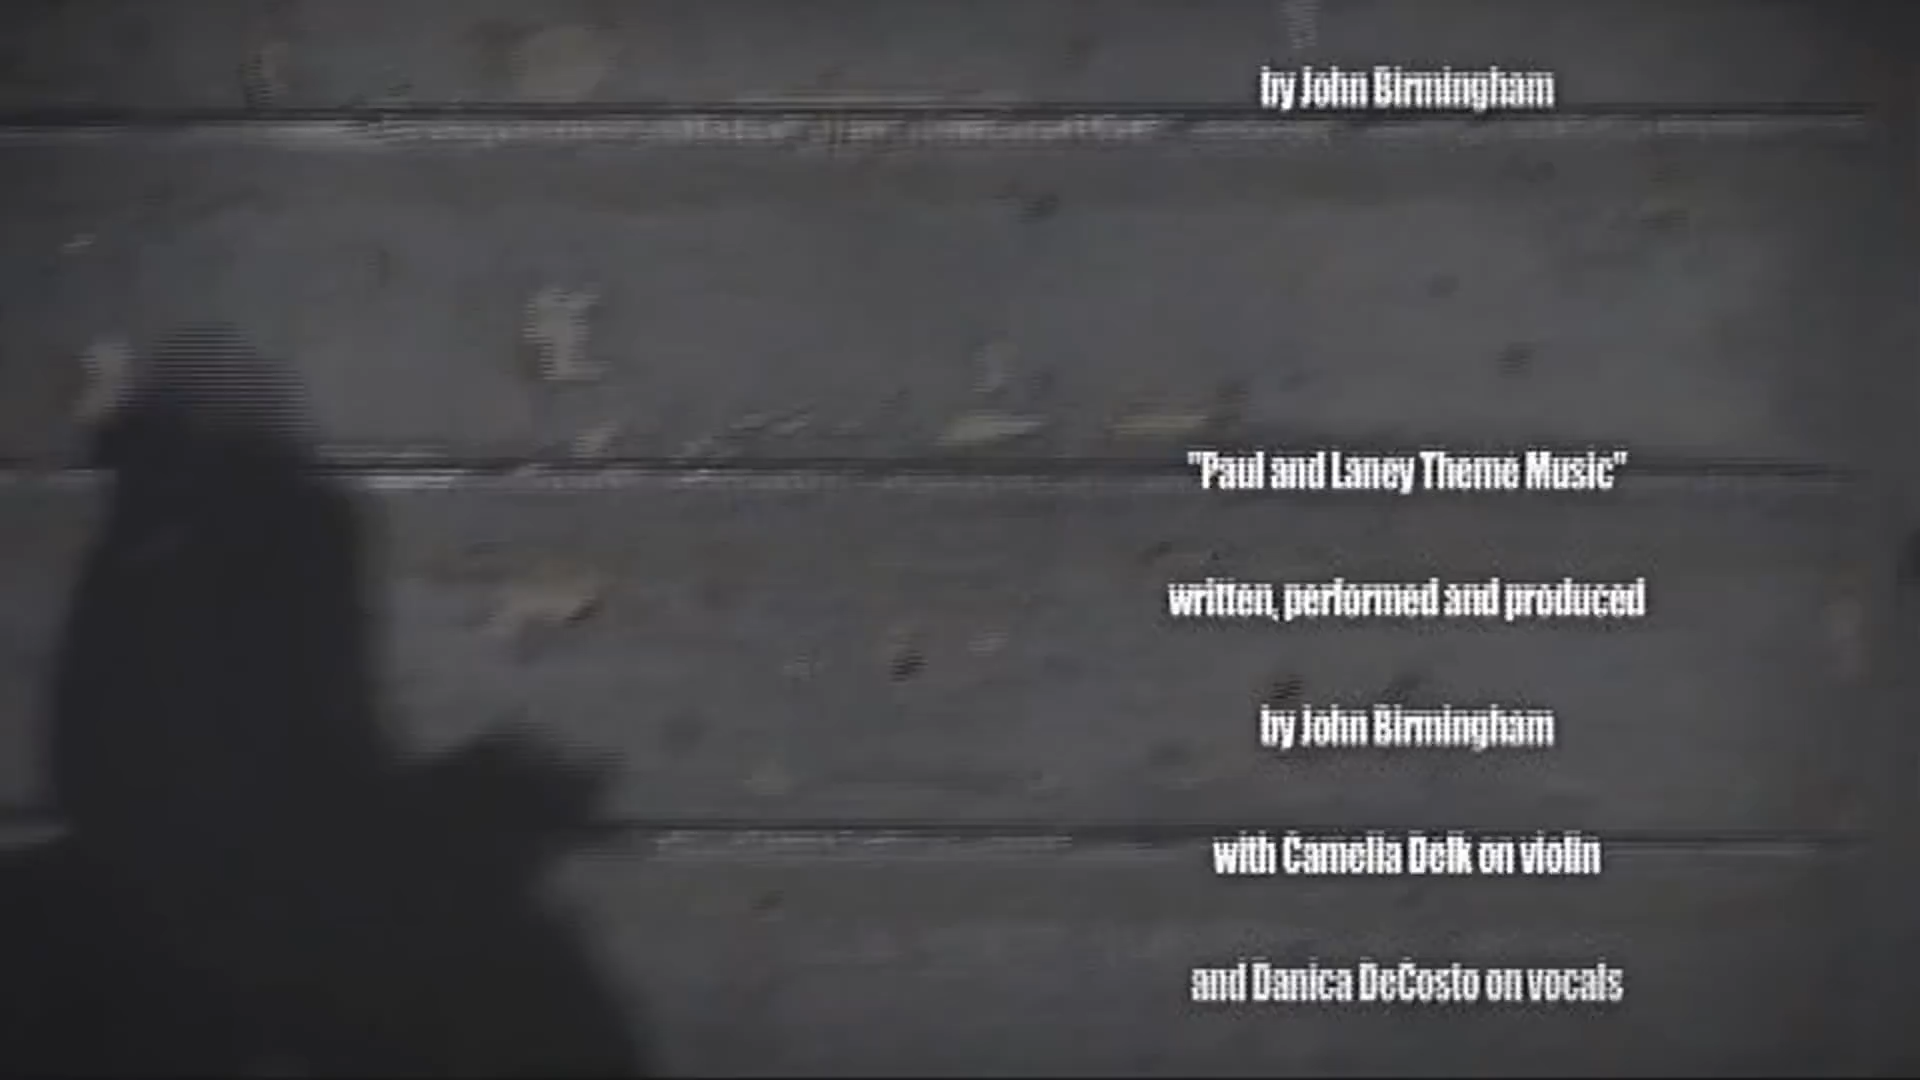 by John Birmingham
"Paul and Laney Theme Music"
written, performed and produced
by John Birmingham
with Camelia Delk on violin
and Danica DeCosto on vocals